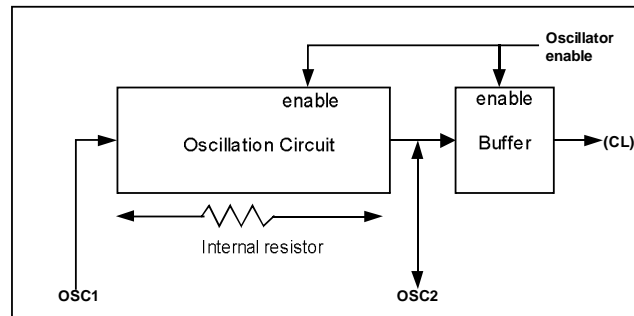 Oscillator
enable
enable
enable
Oscillation Circuit
Buffer
(CL)
Internal resistor
OSC1
OSC2